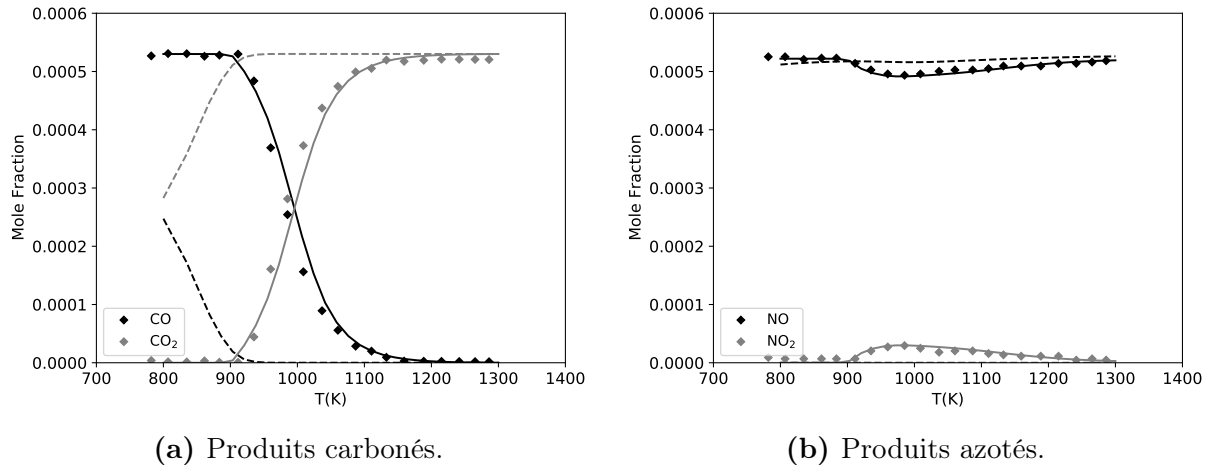 0.0006
0.0005
0.0004
0.0003
0.0002
0.0001
0.0000
Mole Fraction
CO
CO₂
700 800 900 1000 1100 1200 1300 1400
T(K)
(a) Produits carbonés.
0.0006
0.0005
0.0004
0.0003
0.0002
0.0001
0.0000
Mole Fraction
NO
NO₂
700 800 900 1000 1100 1200 1300 1400
T(K)
(b) Produits azotés.